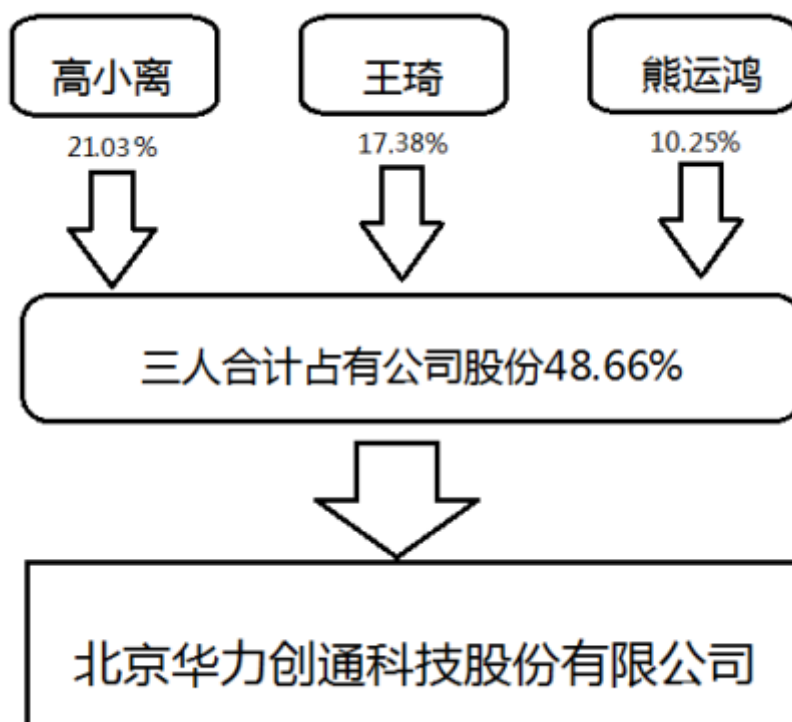 高小离
王琦
熊运鸿
21.03%
17.38%
10.25%
三人合计占有公司股份48.66%
北京华力创通科技股份有限公司